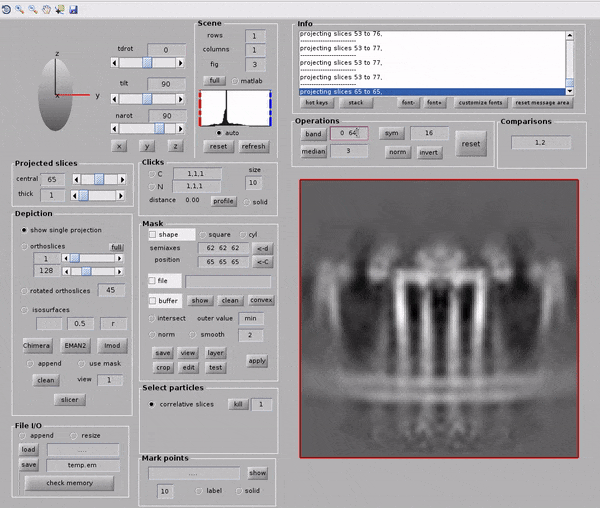 Scene
rows 1
columns 1
fig 3
full matlab
auto
reset refresh
z
y
x
tdrot 0
tilt 90
narot 90
x y z
Info
projecting slices 53 to 76,
------------------------
projecting slices 53 to 77,
------------------------
projecting slices 53 to 77,
------------------------
projecting slices 65 to 65,
hot keys stack font- font+ customize fonts reset message area
Operations
band 0 64 sym 16
median 3 norm invert
reset
Comparisons
1,2
Projected slices
central 65
thick 1
Clicks
C 1,1,1
N 1,1,1
distance 0.00 profile
size
10
solid
Depiction
show single projection
orthoslices full
1
128
rotated orthoslices 45
isosurfaces
0.5 r
Chimera EMAN2 Imod
append use mask
clean view 1
slicer
Mask
shape square cyl
semiaxes 62 62 62 <-d
position 65 65 65 <-C
file
buffer show clean convex
intersect outer value min
norm smooth 2
save view layer
crop edit test
apply
Select particles
correlative slices kill 1
File I/O
append resize
load ....
save temp.em
check memory
Mark points
.... show
10 label solid